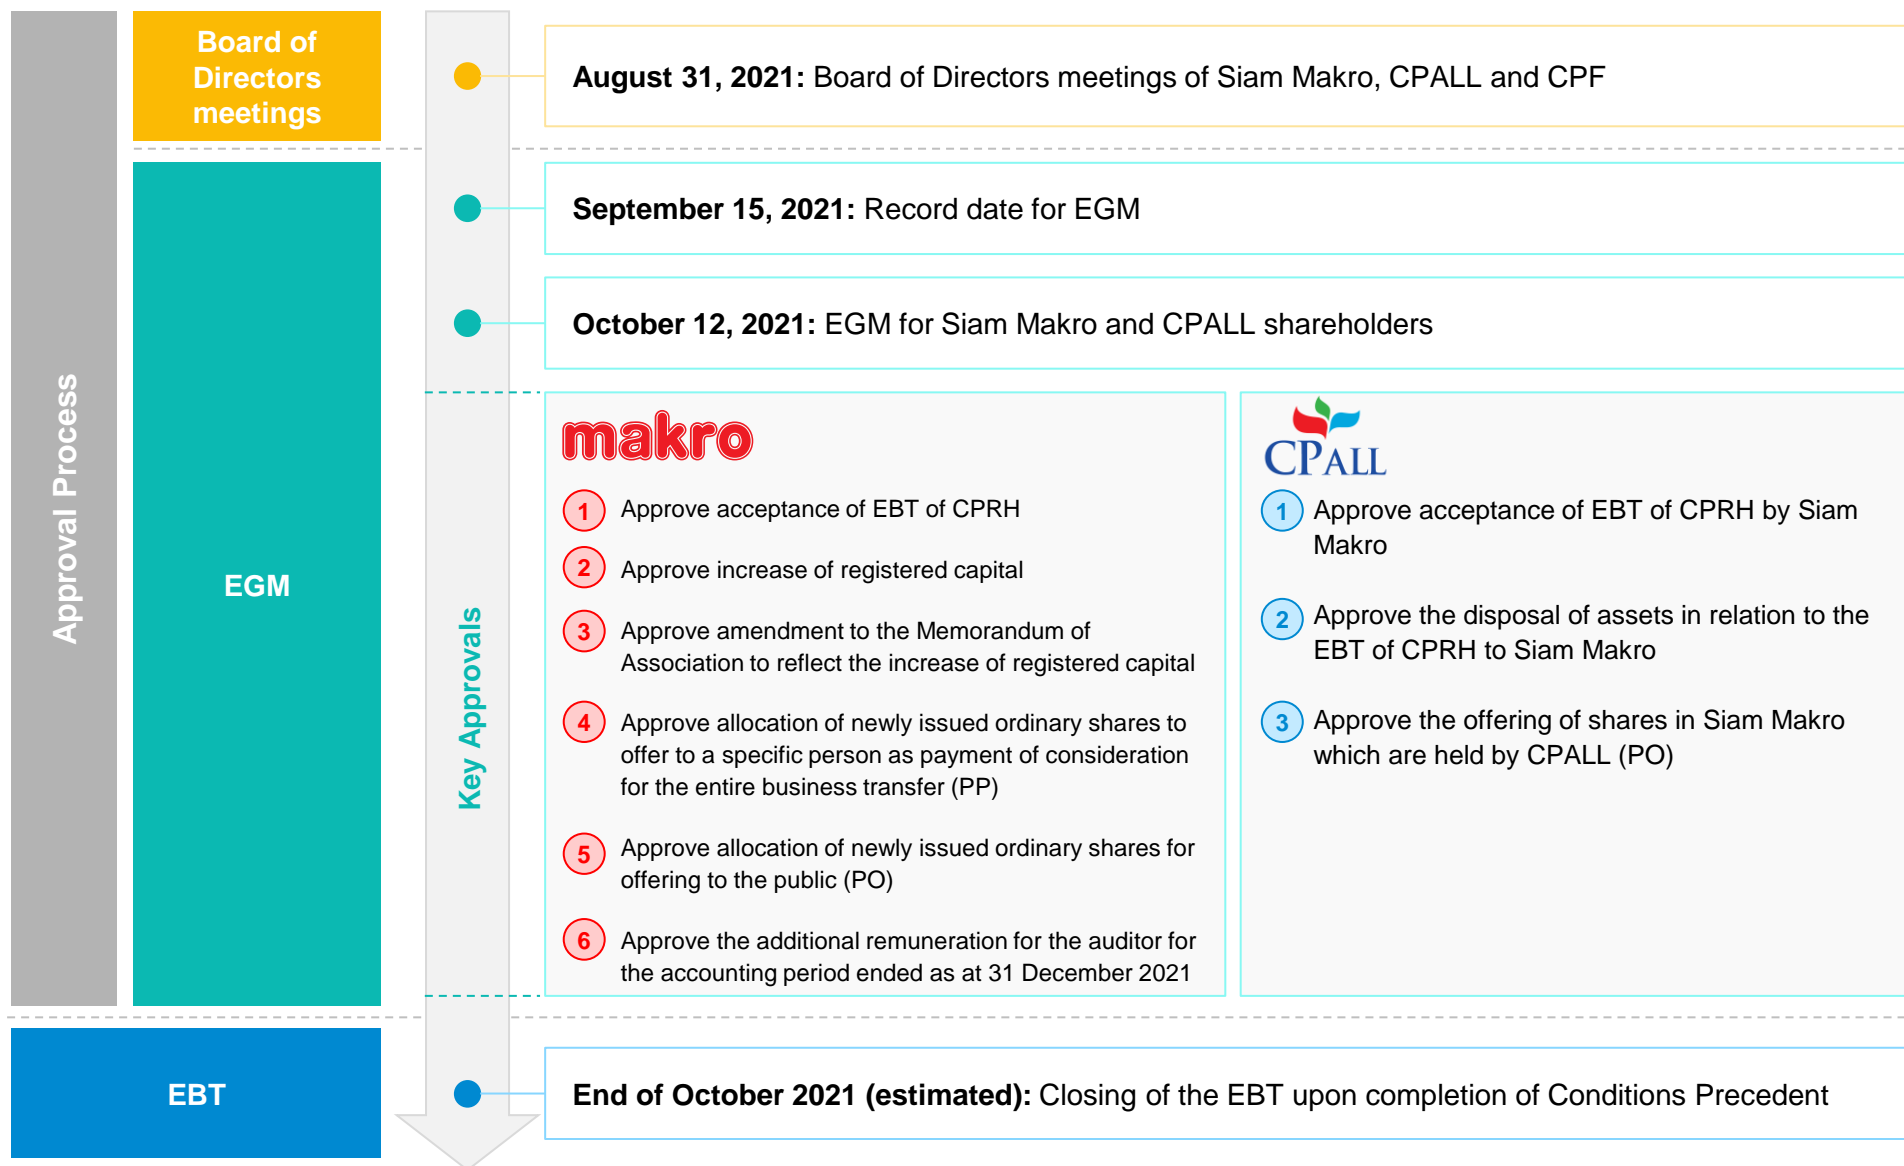 Approval Process
Board of
Directors
meetings
August 31, 2021: Board of Directors meetings of Siam Makro, CPALL and CPF
EGM
September 15, 2021: Record date for EGM
October 12, 2021: EGM for Siam Makro and CPALL shareholders
Key Approvals
makro
1 Approve acceptance of EBT of CPRH
2 Approve increase of registered capital
3 Approve amendment to the Memorandum of
Association to reflect the increase of registered capital
4 Approve allocation of newly issued ordinary shares to
offer to a specific person as payment of consideration
for the entire business transfer (PP)
5 Approve allocation of newly issued ordinary shares for
offering to the public (PO)
6 Approve the additional remuneration for the auditor for
the accounting period ended as at 31 December 2021
CPALL
1 Approve acceptance of EBT of CPRH by Siam
Makro
2 Approve the disposal of assets in relation to the
EBT of CPRH to Siam Makro
3 Approve the offering of shares in Siam Makro
which are held by CPALL (PO)
EBT
End of October 2021 (estimated): Closing of the EBT upon completion of Conditions Precedent